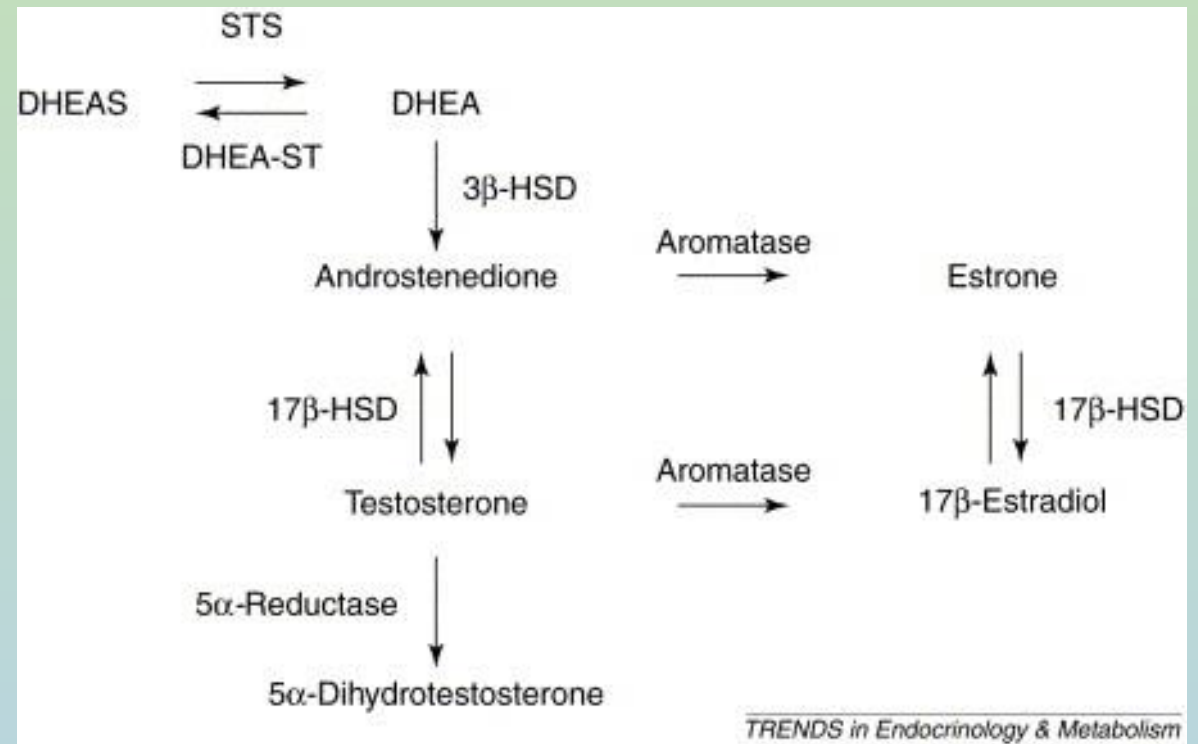 STS
DHEAS
DHEA
DHEA-ST
3β-HSD
Aromatase
Androstenedione
Estrone
17β-HSD
17β-HSD
Aromatase
Testosterone
17β-Estradiol
5α-Reductase
5α-Dihydrotestosterone
TRENDS in Endocrinology & Metabolism